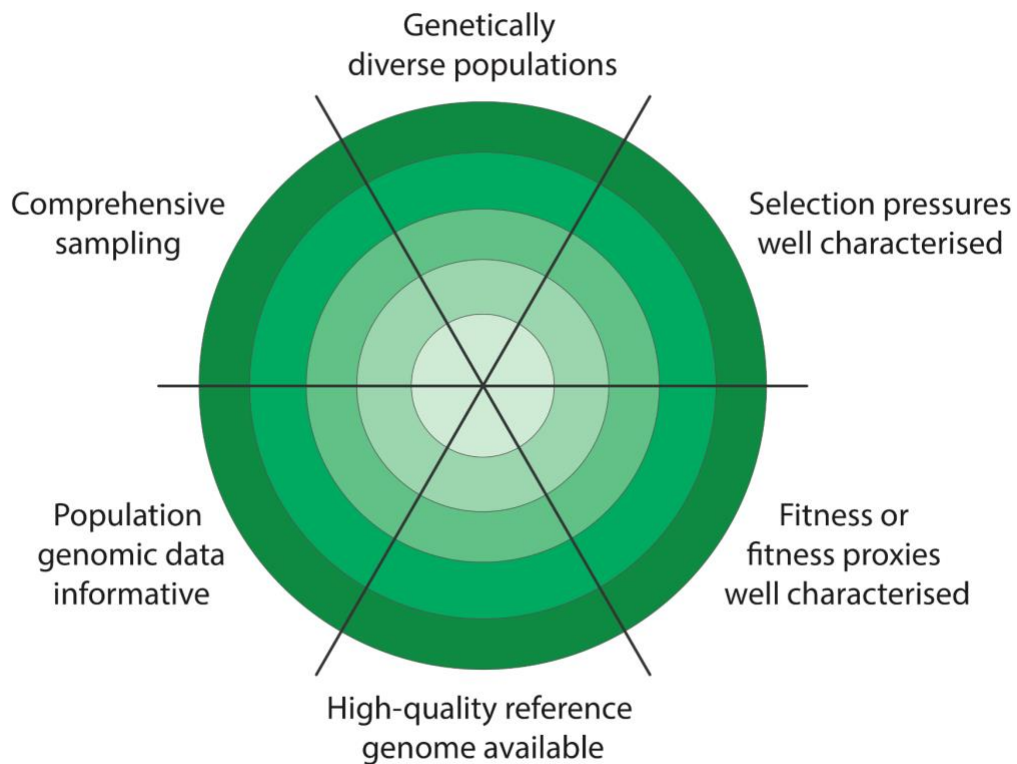 Genetically
diverse populations
Comprehensive
sampling
Selection pressures
well characterised
Population
genomic data
informative
Fitness or
fitness proxies
well characterised
High-quality reference
genome available